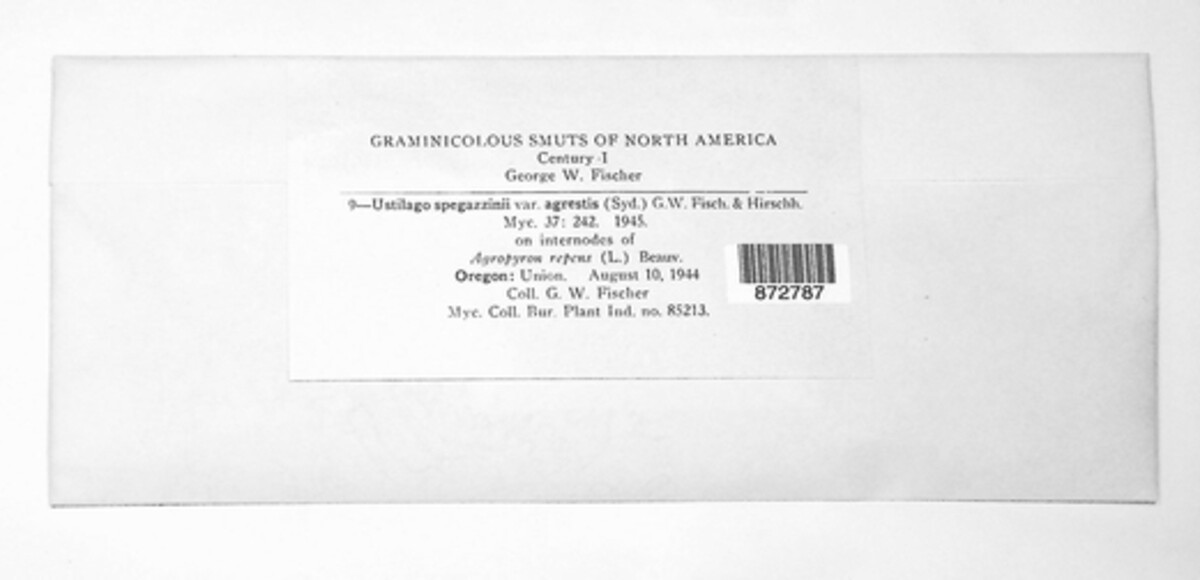 GRAMINICOLOUS SMUTS OF NORTH AMERICA
Century I
George W. Fischer
9—Ustilago spegazzinii var. agrestis (Syd.) G.W. Fisch. & Hirschh.
Myc. 37: 242. 1945.
on internodes of
Agropyron repens (L.) Beauv.
Oregon: Union. August 10, 1944
Coll. G. W. Fischer
Myc. Coll. Bur. Plant Ind. no. 85213.
872787